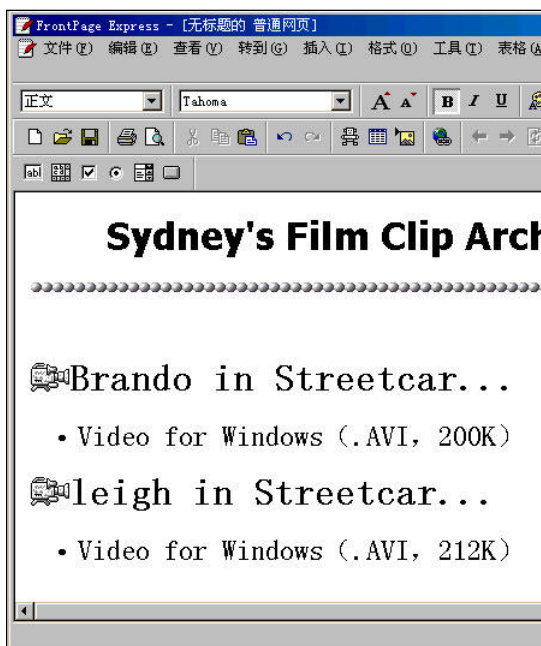 FrontPage Express - [无标题的 普通网页]
文件(F) 编辑(E) 查看(V) 转到(G) 插入(I) 格式(O) 工具(T) 表格(A
正文 Tahoma A A B I U
abl
Sydney's Film Clip Arch
Brando in Streetcar...
• Video for Windows (.AVI, 200K)
leigh in Streetcar...
• Video for Windows (.AVI, 212K)